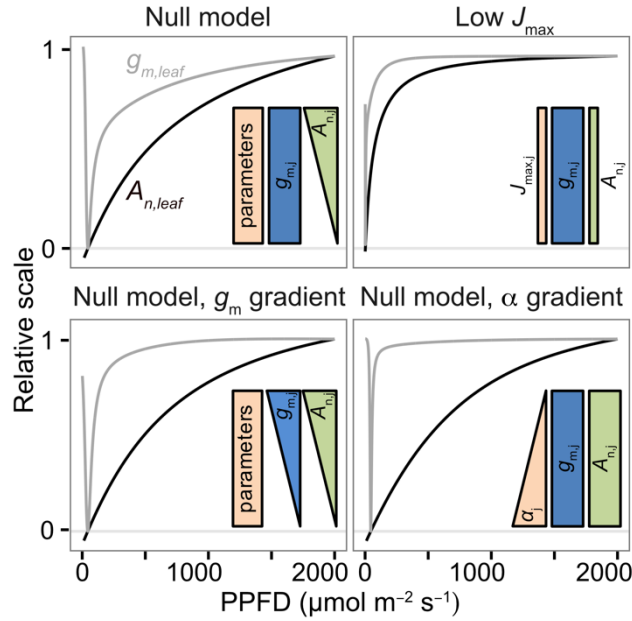 Null model
Low Jmax
1
gm,leaf
An,leaf
0
parameters
gm,j
An,j
Jmax,j
gm,j
An,j
Null model, gm gradient
Null model, α gradient
1
0
parameters
gm,j
An,j
αj
gm,j
An,j
0
1000
2000
0
1000
2000
Relative scale
PPFD (μmol m−2 s−1)